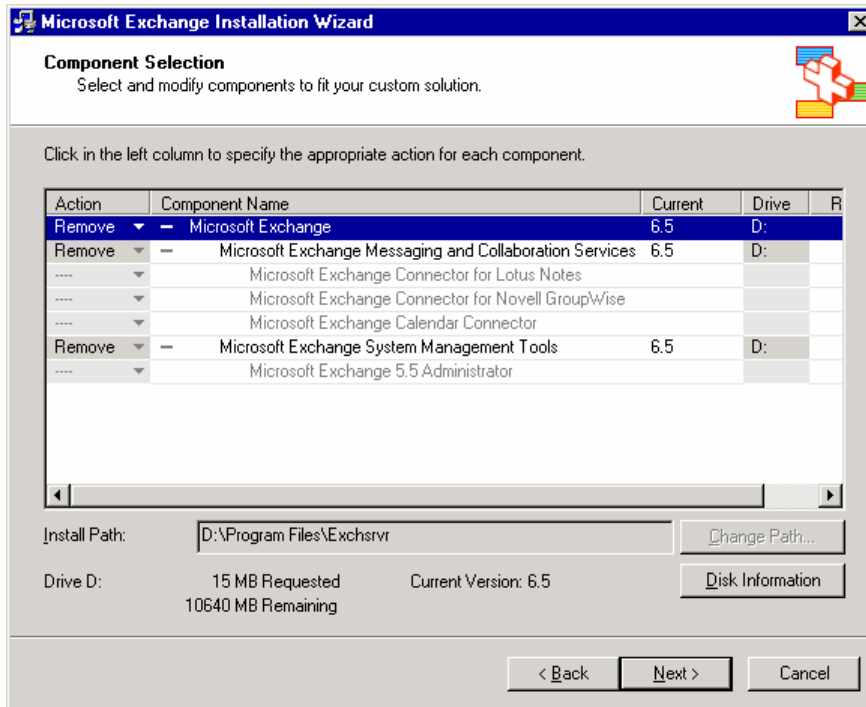 Microsoft Exchange Installation Wizard
Component Selection
Select and modify components to fit your custom solution.
Click in the left column to specify the appropriate action for each component.
Action Component Name Current Drive R
Remove Microsoft Exchange 6.5 D:
Remove Microsoft Exchange Messaging and Collaboration Services 6.5 D:
---- Microsoft Exchange Connector for Lotus Notes
---- Microsoft Exchange Connector for Novell GroupWise
---- Microsoft Exchange Calendar Connector
Remove Microsoft Exchange System Management Tools 6.5 D:
---- Microsoft Exchange 5.5 Administrator
Install Path: D:\Program Files\Exchsrvr Change Path...
Drive D: 15 MB Requested Current Version: 6.5 Disk Information
10640 MB Remaining
< Back Next > Cancel